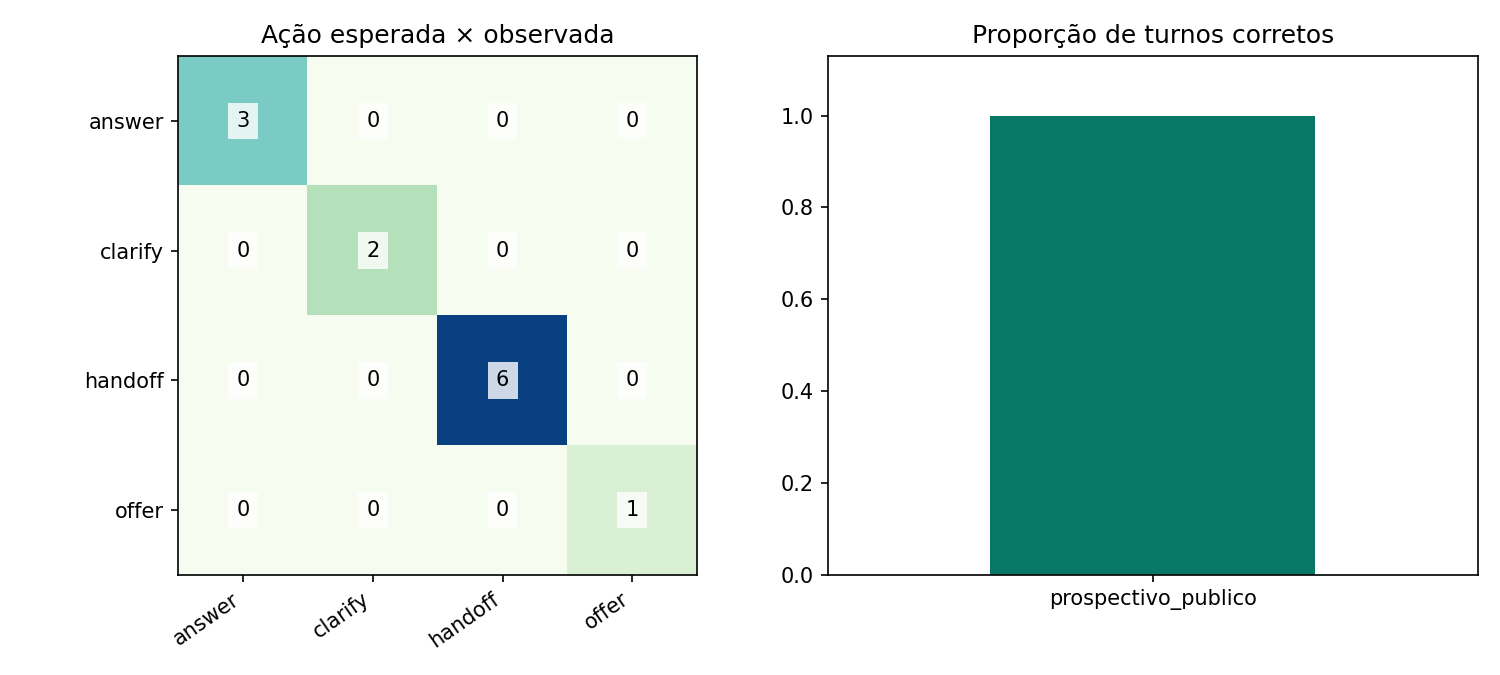 Ação esperada × observada
answer 3 0 0 0
clarify 0 2 0 0
handoff 0 0 6 0
offer 0 0 0 1
answer clarify handoff offer
Proporção de turnos corretos
1.0
0.8
0.6
0.4
0.2
0.0
prospectivo_publico